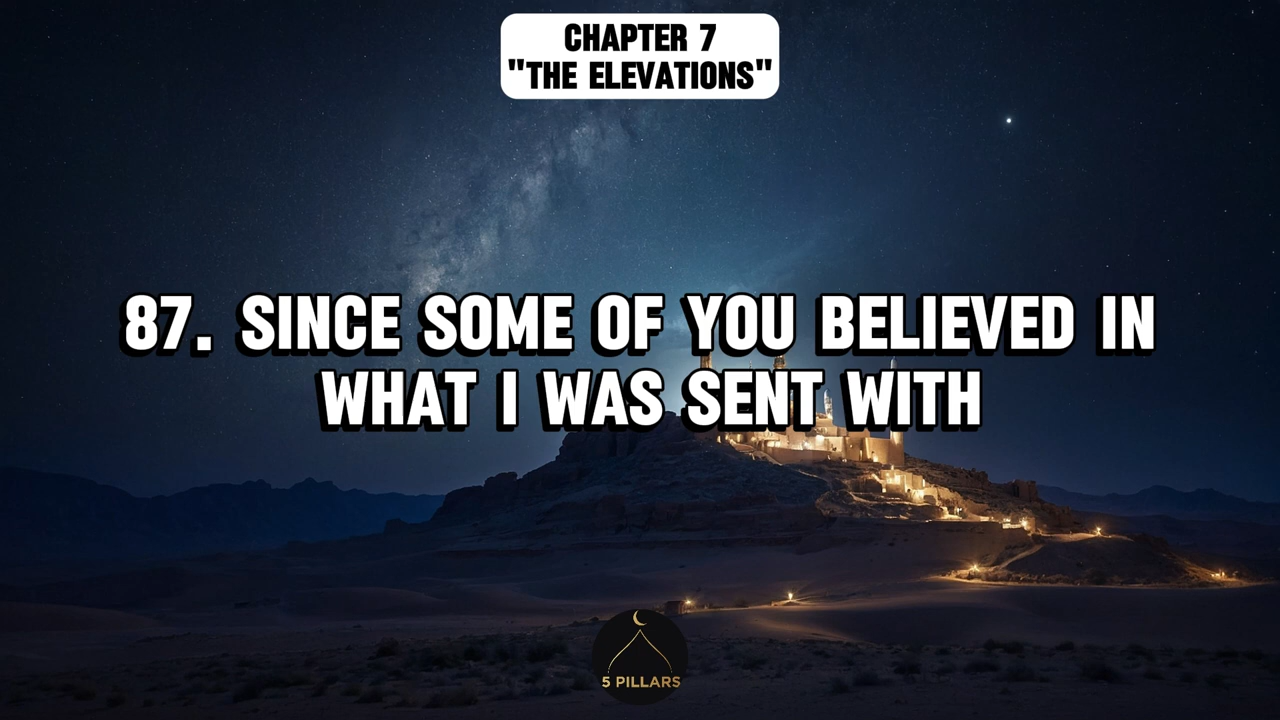 CHAPTER 7
"THE ELEVATIONS"
87. SINCE SOME OF YOU BELIEVED IN
WHAT I WAS SENT WITH
5 PILLARS